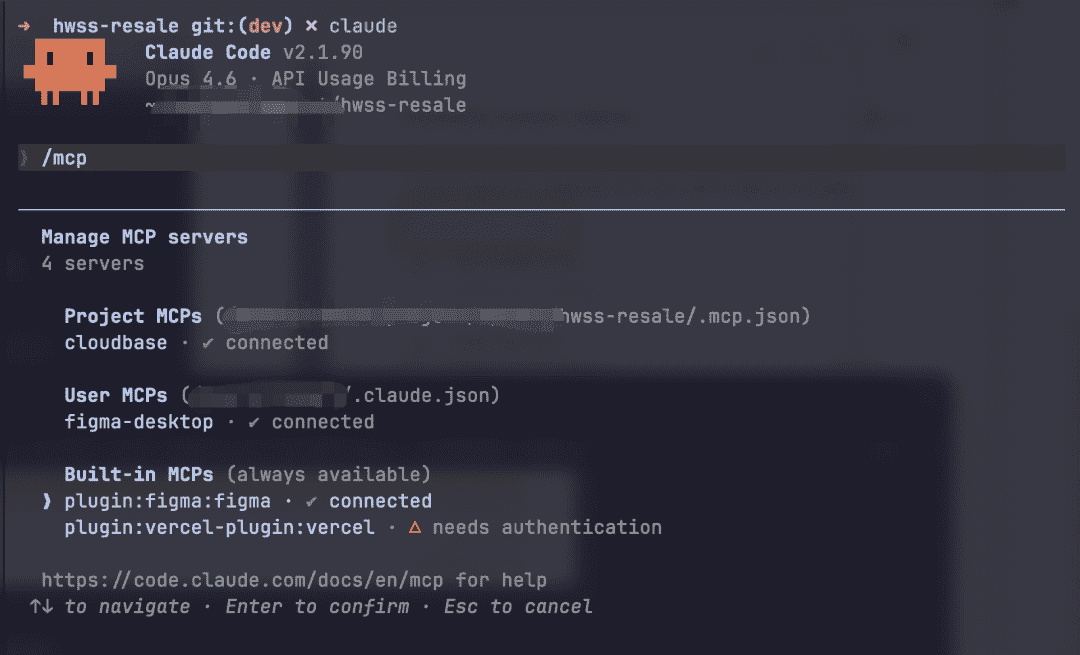 → hwss-resale git:(dev) ✗ claude
Claude Code v2.1.90
Opus 4.6 · API Usage Billing
~/hwss-resale
❯ /mcp
Manage MCP servers
4 servers
Project MCPs (hwss-resale/.mcp.json)
cloudbase · ✔ connected
User MCPs (/.claude.json)
figma-desktop · ✔ connected
Built-in MCPs (always available)
❯ plugin:figma:figma · ✔ connected
plugin:vercel-plugin:vercel · △ needs authentication
https://code.claude.com/docs/en/mcp for help
↑↓ to navigate · Enter to confirm · Esc to cancel